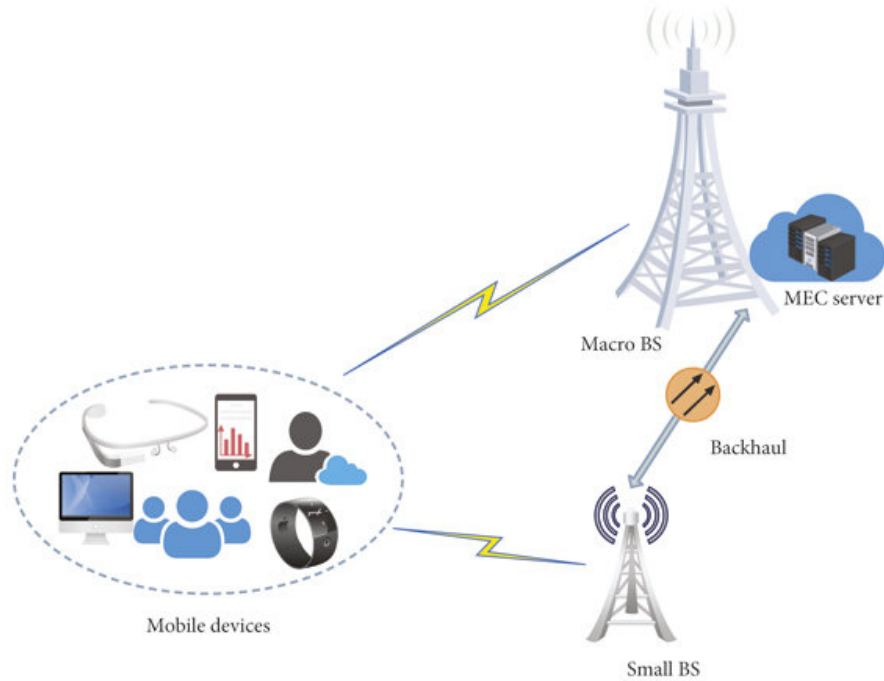 MEC server
Macro BS
Backhaul
Mobile devices
Small BS